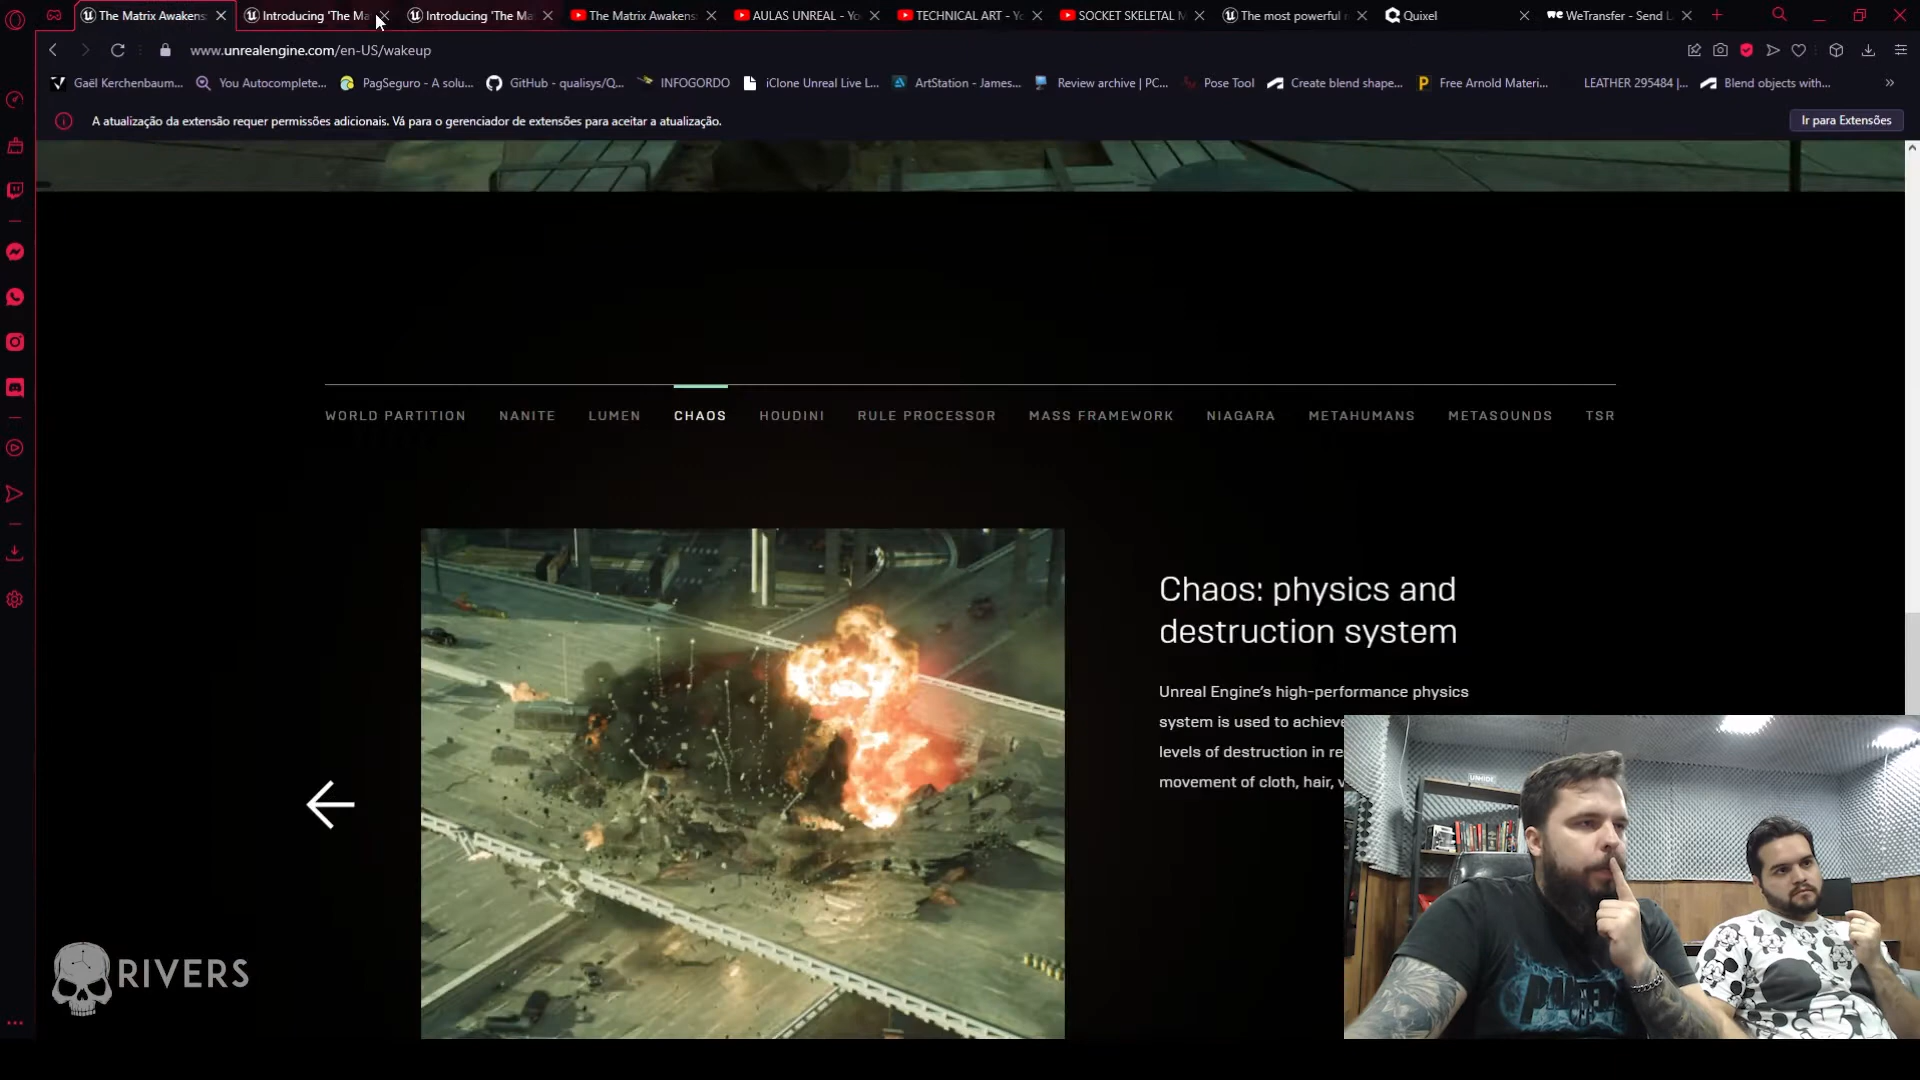 The Matrix Awakens:
Introducing 'The Ma
Introducing 'The Ma
The Matrix Awakens:
AULAS UNREAL - Yo
TECHNICAL ART - Yo
SOCKET SKELETAL M
The most powerful r
Quixel
WeTransfer - Send L
www.unrealengine.com/en-US/wakeup
Gaël Kerchenbaum...
You Autocomplete...
PagSeguro - A solu...
GitHub - qualisys/Q...
INFOGORDO
iClone Unreal Live L...
ArtStation - James...
Review archive | PC...
Pose Tool
Create blend shape...
Free Arnold Materi...
LEATHER 295484 |...
Blend objects with...
A atualização da extensão requer permissões adicionais. Vá para o gerenciador de extensões para aceitar a atualização.
Ir para Extensões
WORLD PARTITION
NANITE
LUMEN
CHAOS
HOUDINI
RULE PROCESSOR
MASS FRAMEWORK
NIAGARA
METAHUMANS
METASOUNDS
TSR
Chaos: physics and
destruction system
Unreal Engine's high-performance physics
system is used to achieve
levels of destruction in re
movement of cloth, hair, v
UNHIDE
RIVERS